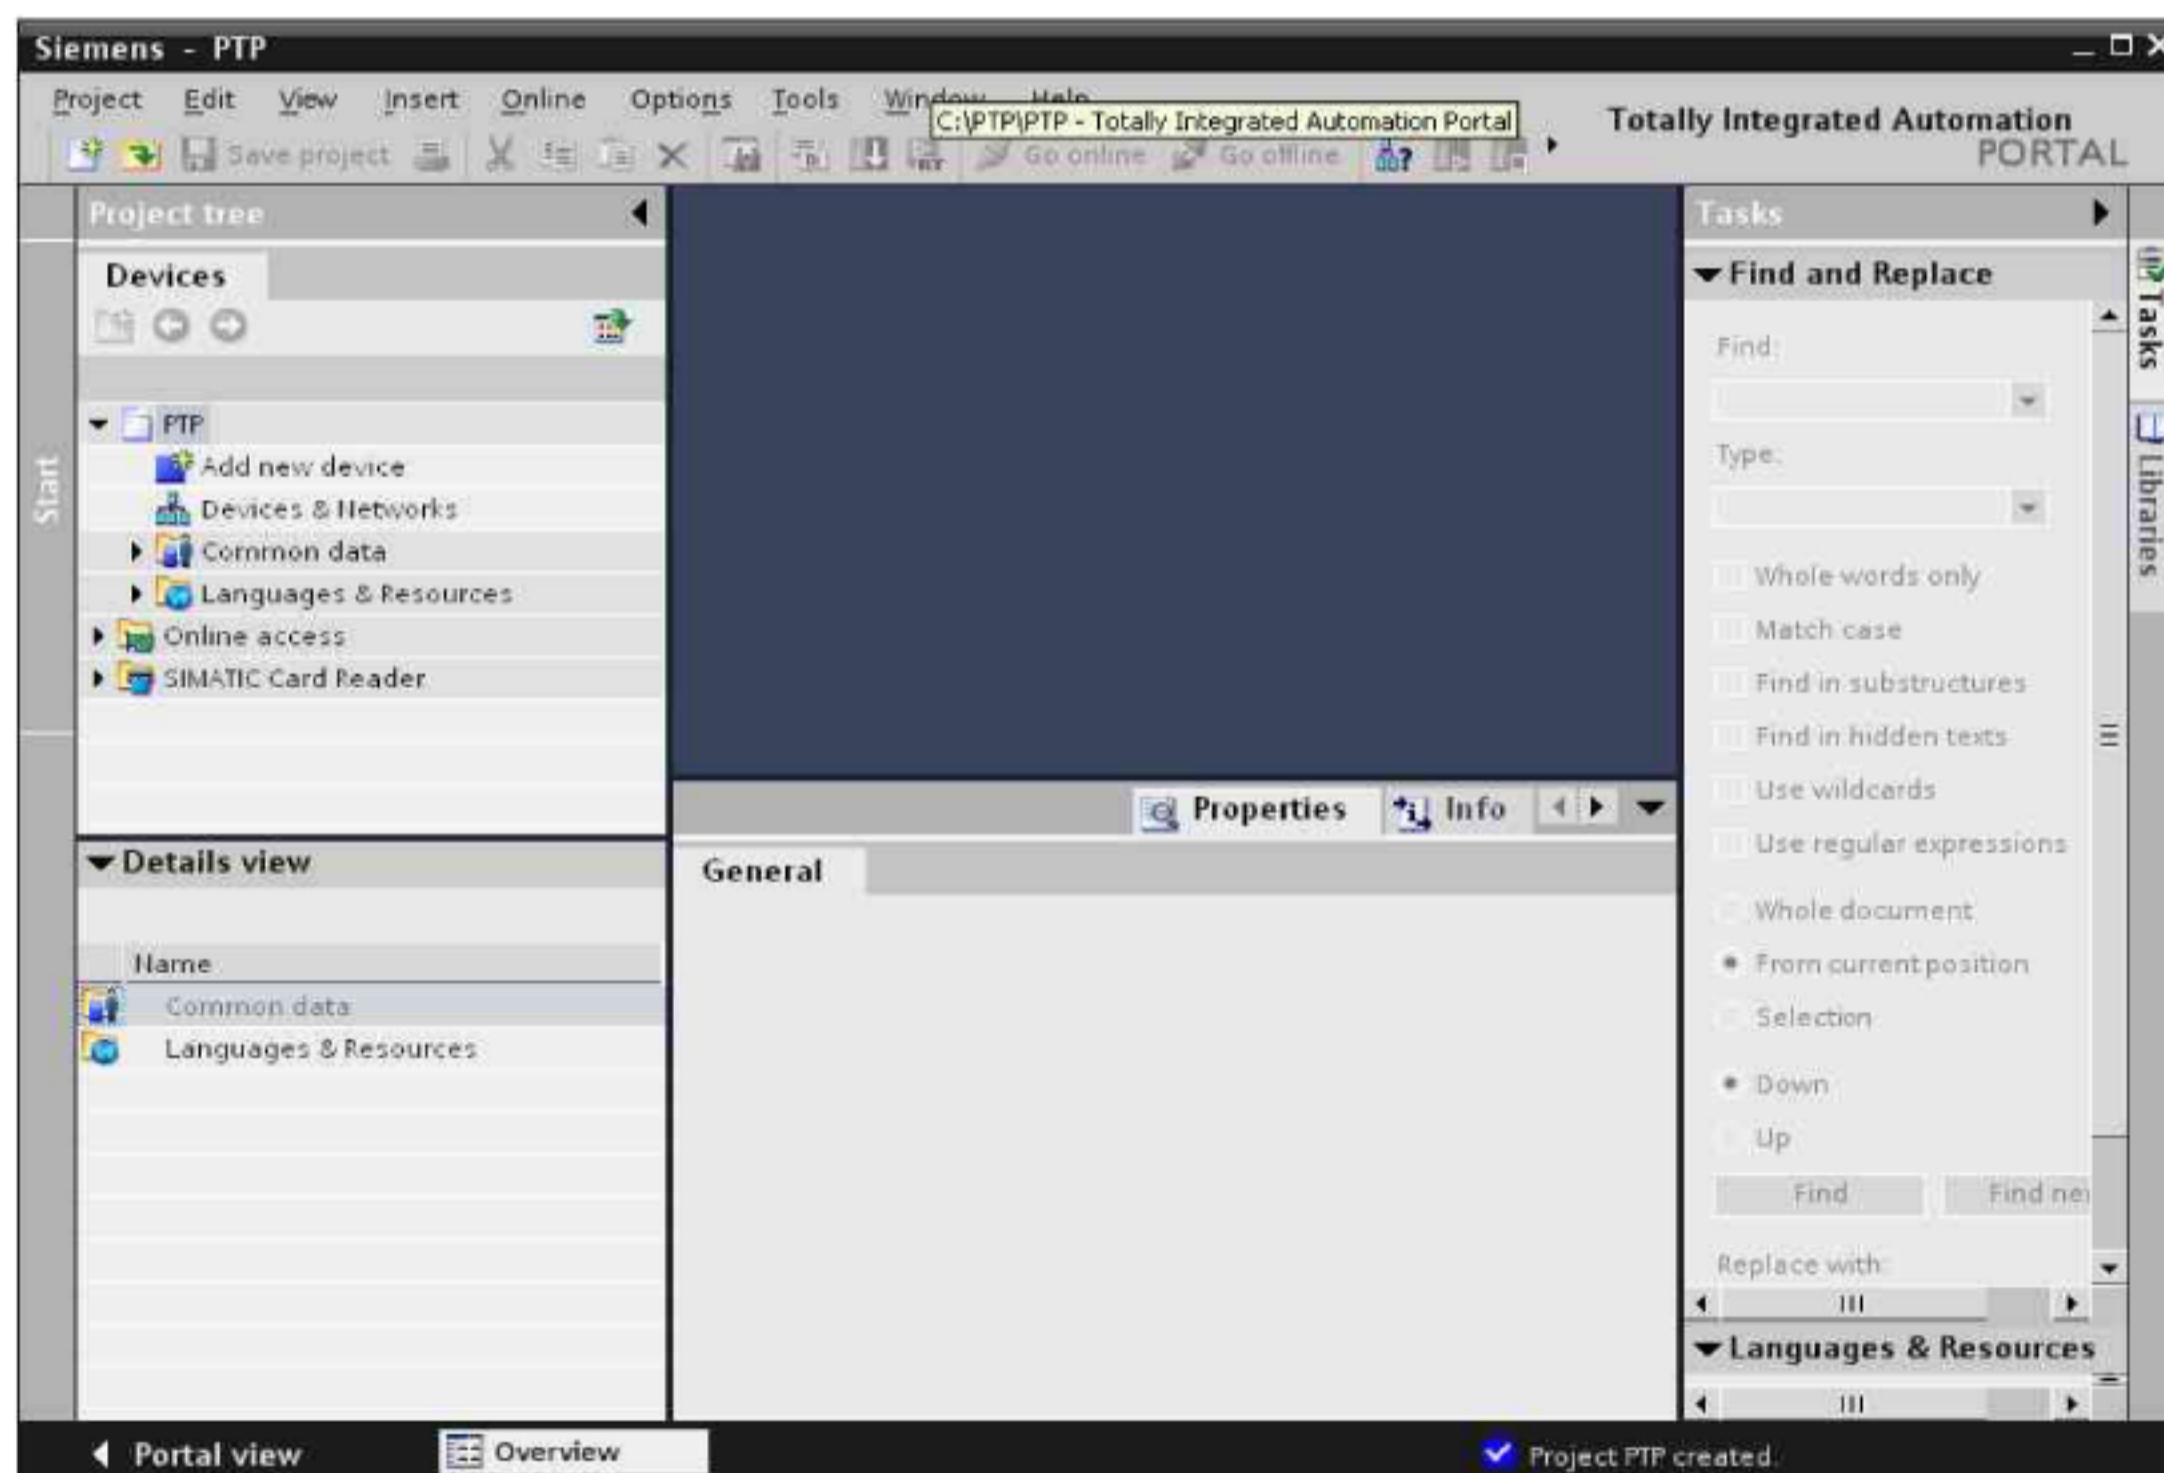 Siemens - PTP
Project Edit View Insert Online Options Tools Window Help
C:\PTP\PTP - Totally Integrated Automation Portal
Totally Integrated Automation
PORTAL
Save project
Go online
Go offline
Project tree
Devices
PTP
Add new device
Devices & Networks
Common data
Languages & Resources
Online access
SIMATIC Card Reader
Start
Details view
Name
Common data
Languages & Resources
Properties
Info
General
Tasks
Find and Replace
Find:
Type:
Whole words only
Match case
Find in substructures
Find in hidden texts
Use wildcards
Use regular expressions
Whole document
From current position
Selection
Down
Up
Find
Find
Replace with:
Languages & Resources
Tasks
Libraries
Portal view
Overview
Project PTP created.